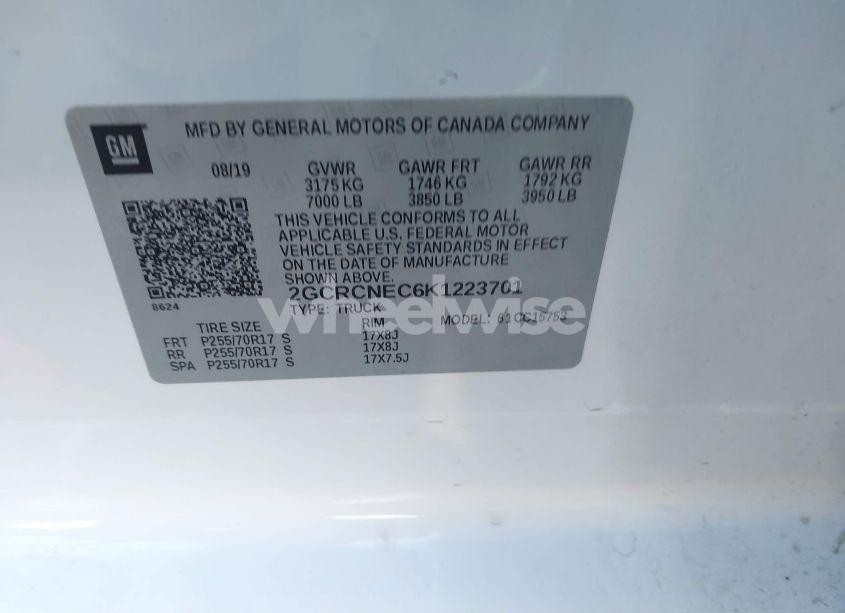 GM
MFD BY GENERAL MOTORS OF CANADA COMPANY
08/19 GVWR GAWR FRT GAWR RR
3175 KG 1746 KG 1792 KG
7000 LB 3850 LB 3950 LB
THIS VEHICLE CONFORMS TO ALL
APPLICABLE U.S. FEDERAL MOTOR
VEHICLE SAFETY STANDARDS IN EFFECT
ON THE DATE OF MANUFACTURE
SHOWN ABOVE.
2GCRCNEC6K1223701
8624
TYPE: TRUCK MODEL: CC15753
wheelwise
TIRE SIZE RIM
FRT P255/70R17 S 17X8J
RR P255/70R17 S 17X8J
SPA P255/70R17 S 17X7.5J